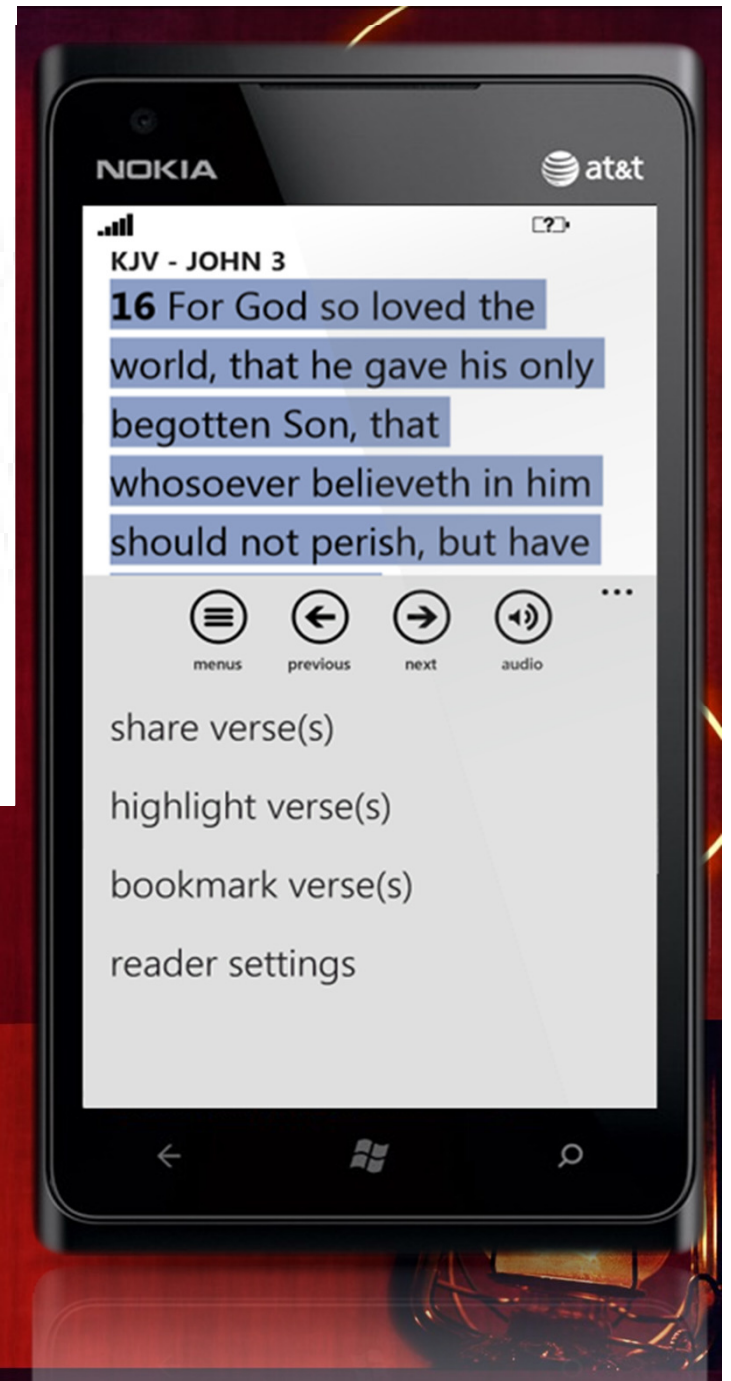 NOKIA
at&t
KJV - JOHN 3
16 For God so loved the
world, that he gave his only
begotten Son, that
whosoever believeth in him
should not perish, but have
menus previous next audio
share verse(s)
highlight verse(s)
bookmark verse(s)
reader settings